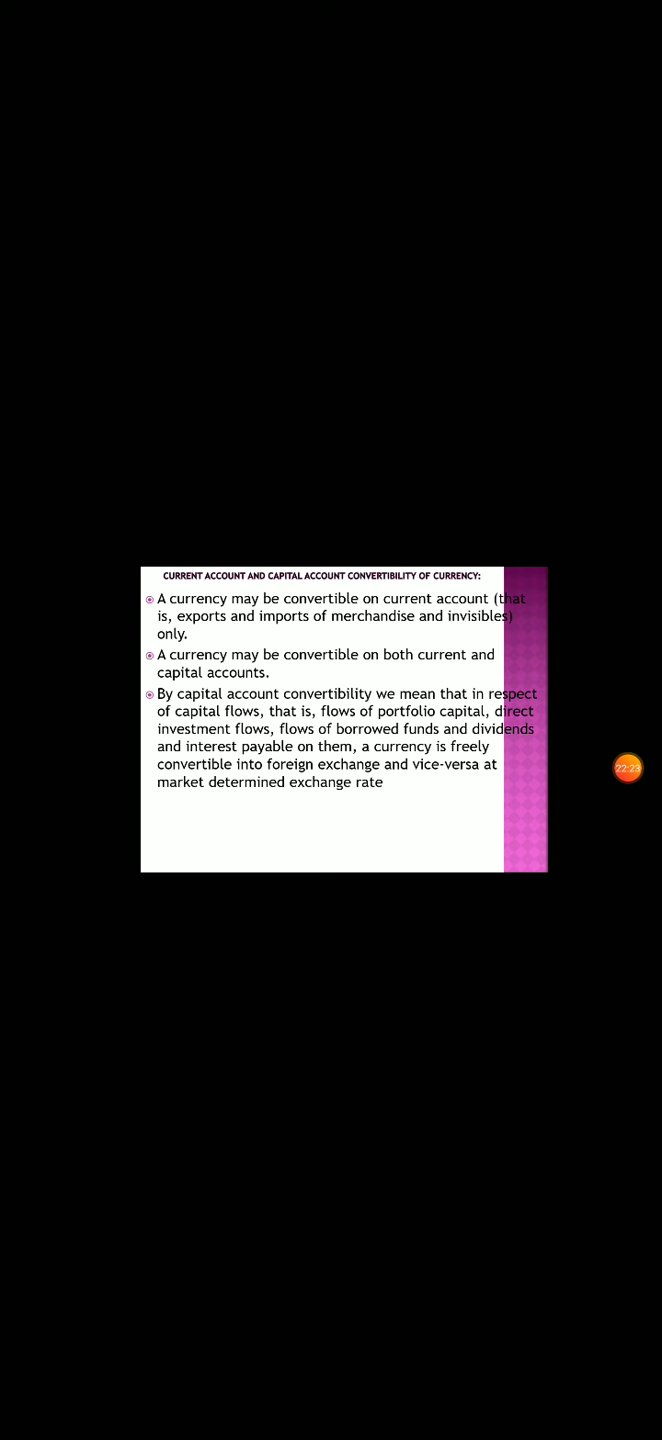 CURRENT ACCOUNT AND CAPITAL ACCOUNT CONVERTIBILITY OF CURRENCY:
A currency may be convertible on current account (that
is, exports and imports of merchandise and invisibles)
only.
A currency may be convertible on both current and
capital accounts.
By capital account convertibility we mean that in respect
of capital flows, that is, flows of portfolio capital, direct
investment flows, flows of borrowed funds and dividends
and interest payable on them, a currency is freely
convertible into foreign exchange and vice-versa at
market determined exchange rate
22:23